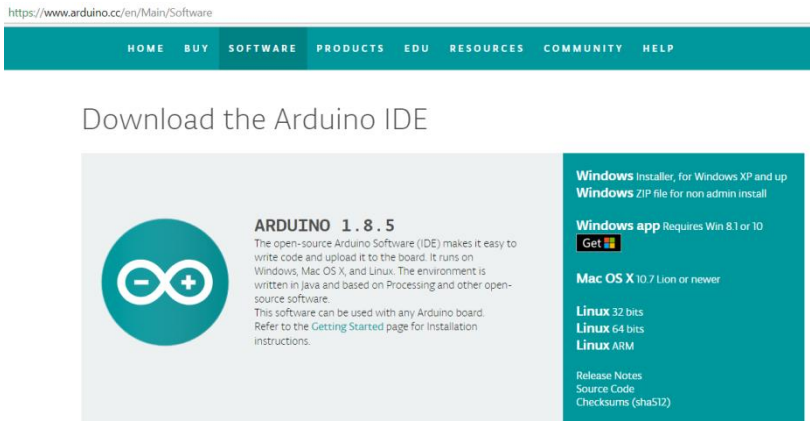 https://www.arduino.cc/en/Main/Software
HOME BUY SOFTWARE PRODUCTS EDU RESOURCES COMMUNITY HELP
Download the Arduino IDE
ARDUINO 1.8.5
The open-source Arduino Software (IDE) makes it easy to
write code and upload it to the board. It runs on
Windows, Mac OS X, and Linux. The environment is
written in Java and based on Processing and other open-
source software.
This software can be used with any Arduino board.
Refer to the Getting Started page for Installation
instructions.
Windows Installer, for Windows XP and up
Windows ZIP file for non admin install
Windows app Requires Win 8.1 or 10
Get
Mac OS X 10.7 Lion or newer
Linux 32 bits
Linux 64 bits
Linux ARM
Release Notes
Source Code
Checksums (sha512)